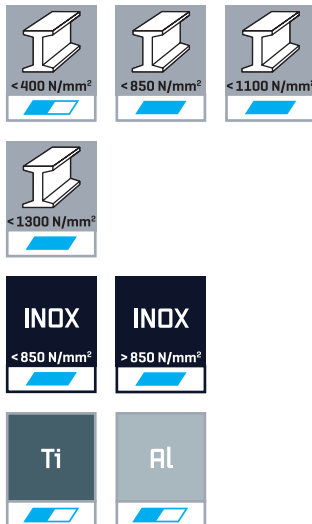 <400 N/mm² <850 N/mm² <1100 N/mm²
<1300 N/mm²
INOX INOX
<850 N/mm² >850 N/mm²
Ti Al